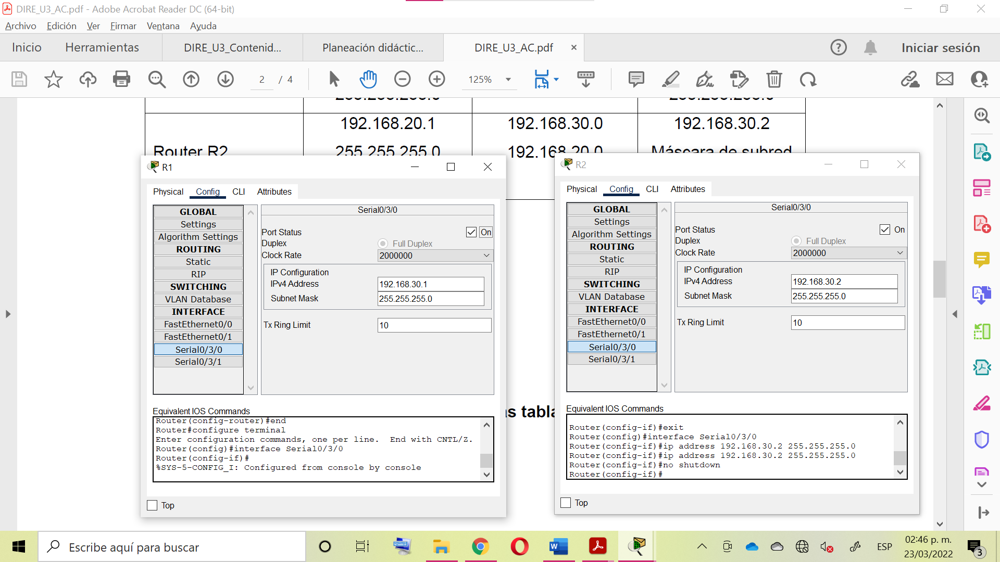 DIRE_U3_AC.pdf - Adobe Acrobat Reader DC (64-bit)
Archivo Edición Ver Firmar Ventana Ayuda
Inicio Herramientas DIRE_U3_Contenid... Planeación didáctic... DIRE_U3_AC.pdf × Iniciar sesión
2 / 4 125%
255.255.255.0 255.255.255.0
192.168.20.1 192.168.30.0 192.168.30.2
Router R2 255.255.255.0 192.168.20.0 Máscara de subred
s tabla
R1
Physical Config CLI Attributes
GLOBAL
Settings
Algorithm Settings
ROUTING
Static
RIP
SWITCHING
VLAN Database
INTERFACE
FastEthernet0/0
FastEthernet0/1
Serial0/3/0
Serial0/3/1
Serial0/3/0
Port Status On
Duplex Full Duplex
Clock Rate 2000000
IP Configuration
IPv4 Address 192.168.30.1
Subnet Mask 255.255.255.0
Tx Ring Limit 10
Equivalent IOS Commands
Router(config-router)#end
Router#configure terminal
Enter configuration commands, one per line. End with CNTL/Z.
Router(config)#interface Serial0/3/0
Router(config-if)#
%SYS-5-CONFIG_I: Configured from console by console
Top
R2
Physical Config CLI Attributes
GLOBAL
Settings
Algorithm Settings
ROUTING
Static
RIP
SWITCHING
VLAN Database
INTERFACE
FastEthernet0/0
FastEthernet0/1
Serial0/3/0
Serial0/3/1
Serial0/3/0
Port Status On
Duplex Full Duplex
Clock Rate 2000000
IP Configuration
IPv4 Address 192.168.30.2
Subnet Mask 255.255.255.0
Tx Ring Limit 10
Equivalent IOS Commands
Router(config-if)#exit
Router(config)#interface Serial0/3/0
Router(config-if)#ip address 192.168.30.2 255.255.255.0
Router(config-if)#ip address 192.168.30.2 255.255.255.0
Router(config-if)#no shutdown
Router(config-if)#
Top
Escribe aquí para buscar
ESP
02:46 p. m.
23/03/2022
3